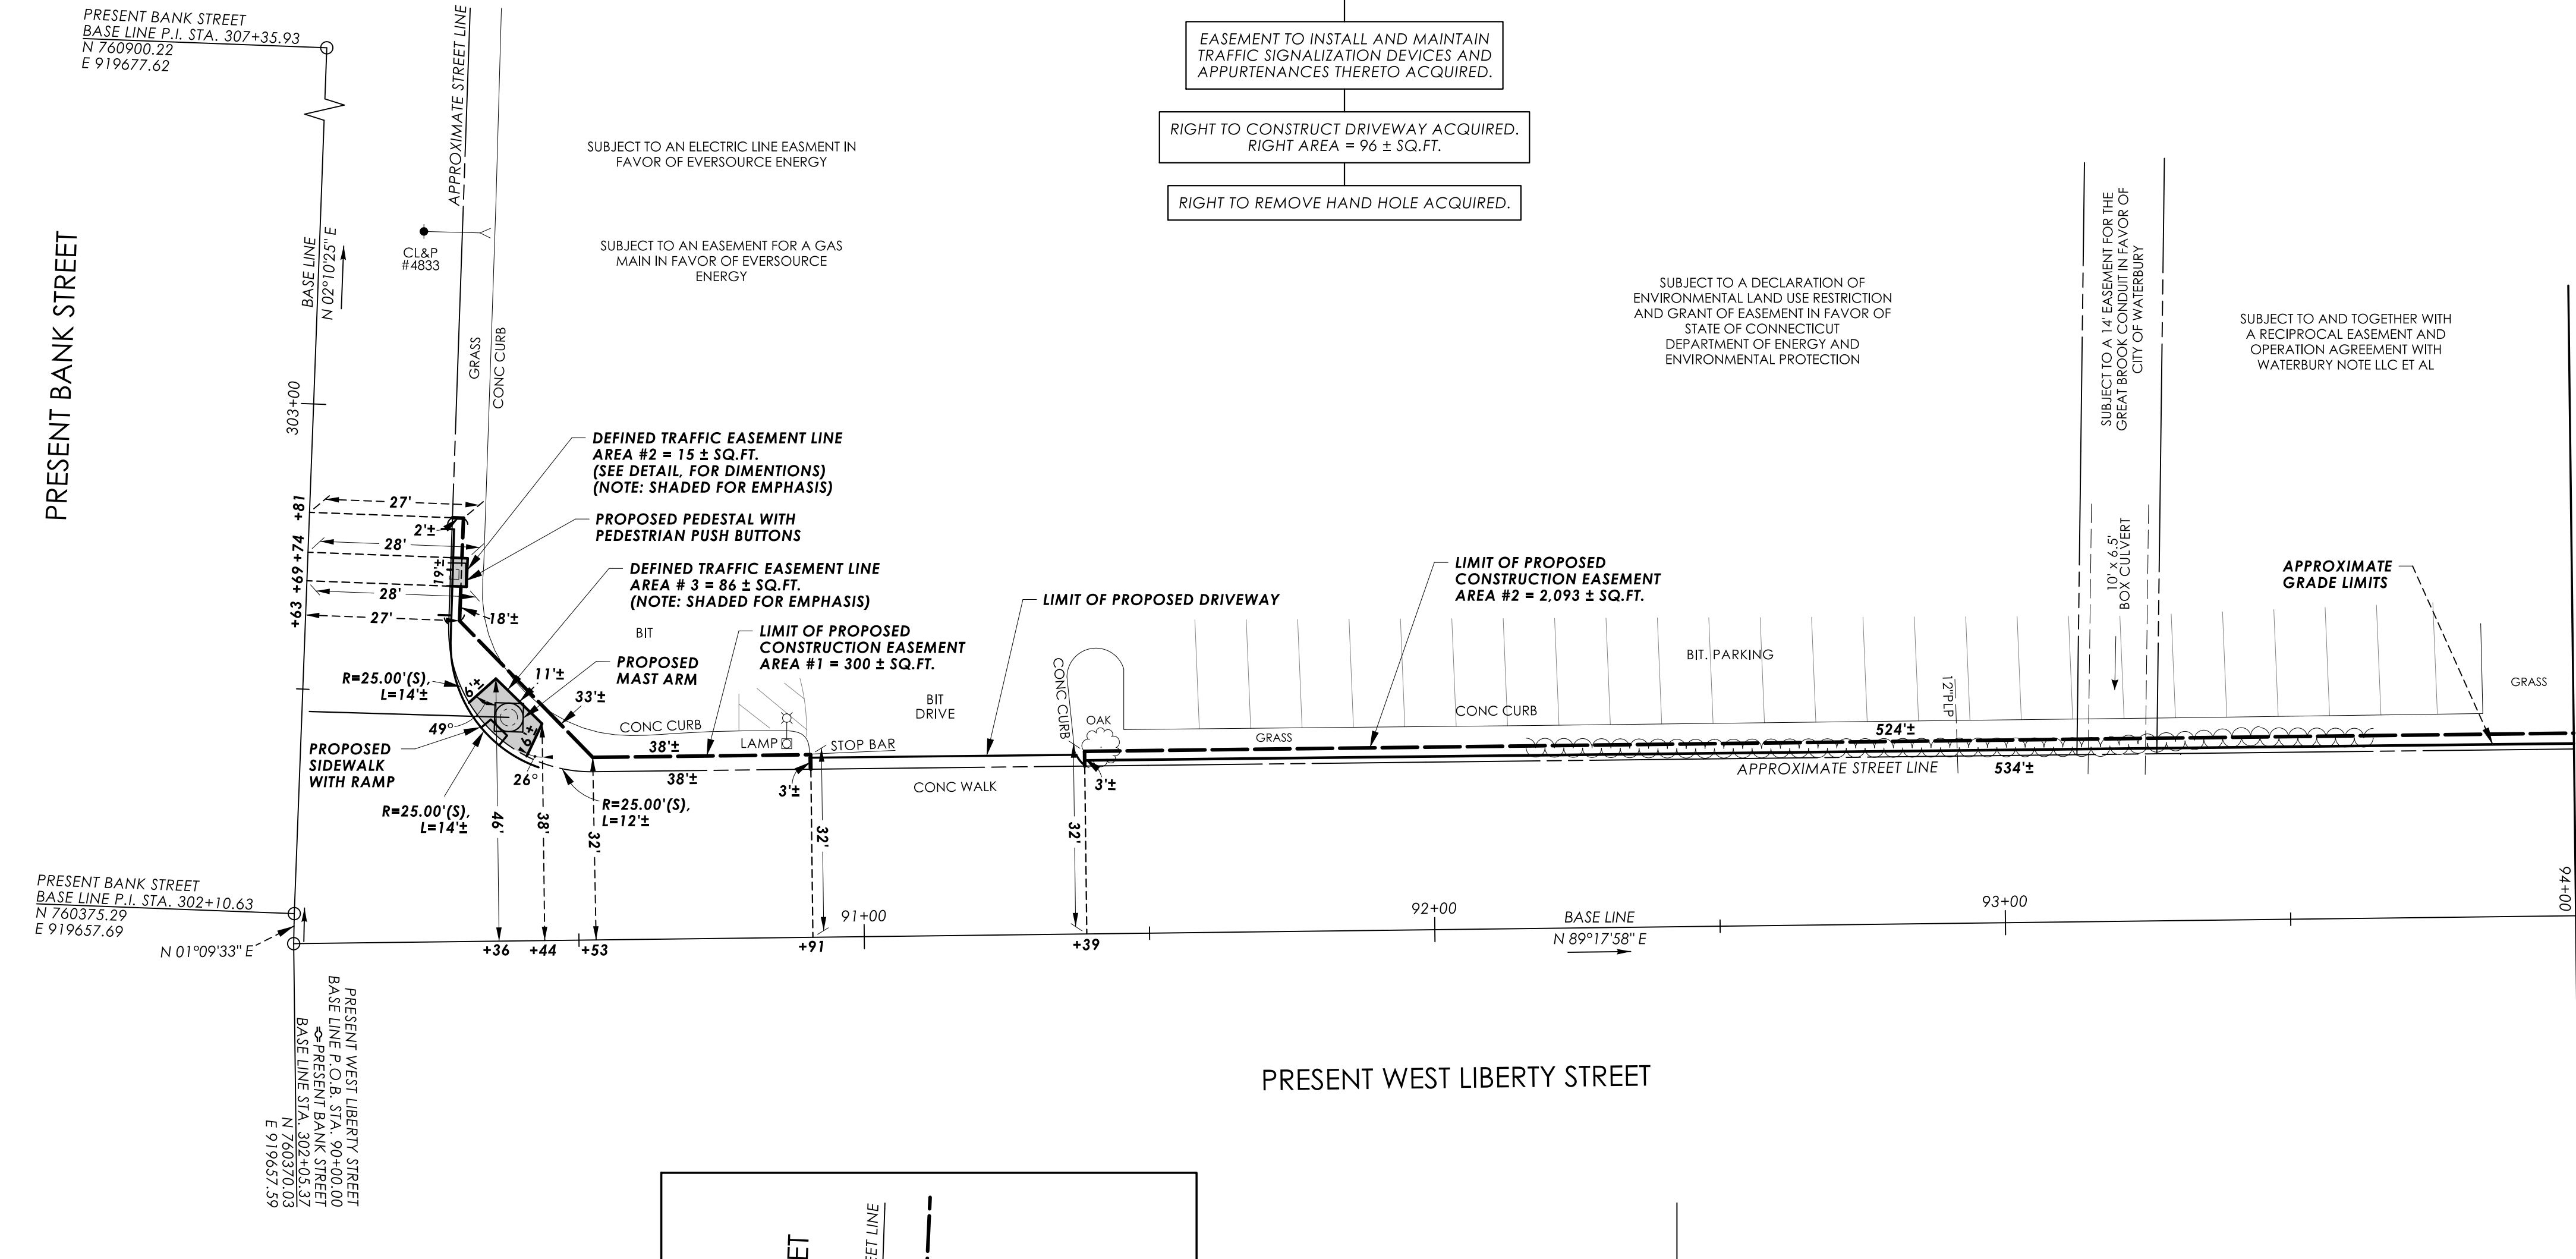 PRESENT BANK STREET
BASE LINE P.I. STA. 307+35.93
N 760900.22
E 919677.62
APPROXIMATE STREET LINE
EASEMENT TO INSTALL AND MAINTAIN
TRAFFIC SIGNALIZATION DEVICES AND
APPURTENANCES THERETO ACQUIRED.
RIGHT TO CONSTRUCT DRIVEWAY ACQUIRED.
RIGHT AREA = 96 ± SQ.FT.
RIGHT TO REMOVE HAND HOLE ACQUIRED.
SUBJECT TO AN ELECTRIC LINE EASMENT IN
FAVOR OF EVERSOURCE ENERGY
SUBJECT TO AN EASEMENT FOR A GAS
MAIN IN FAVOR OF EVERSOURCE
ENERGY
CL&P
#4833
BASE LINE
N 02°10'25" E
PRESENT BANK STREET
GRASS
CONC CURB
303+00
SUBJECT TO A DECLARATION OF
ENVIRONMENTAL LAND USE RESTRICTION
AND GRANT OF EASEMENT IN FAVOR OF
STATE OF CONNECTICUT
DEPARTMENT OF ENERGY AND
ENVIRONMENTAL PROTECTION
SUBJECT TO A 14' EASEMENT FOR THE
GREAT BROOK CONDUIT IN FAVOR OF
CITY OF WATERBURY
SUBJECT TO AND TOGETHER WITH
A RECIPROCAL EASEMENT AND
OPERATION AGREEMENT WITH
WATERBURY NOTE LLC ET AL
DEFINED TRAFFIC EASEMENT LINE
AREA #2 = 15 ± SQ.FT.
(SEE DETAIL, FOR DIMENTIONS)
(NOTE: SHADED FOR EMPHASIS)
PROPOSED PEDESTAL WITH
PEDESTRIAN PUSH BUTTONS
DEFINED TRAFFIC EASEMENT LINE
AREA # 3 = 86 ± SQ.FT.
(NOTE: SHADED FOR EMPHASIS)
+81
+74
+69
+63
27'
2'±
28'
19'±
28'
27'
18'±
BIT
LIMIT OF PROPOSED
CONSTRUCTION EASEMENT
AREA #1 = 300 ± SQ.FT.
LIMIT OF PROPOSED DRIVEWAY
LIMIT OF PROPOSED
CONSTRUCTION EASEMENT
AREA #2 = 2,093 ± SQ.FT.
10' x 6.5'
BOX CULVERT
APPROXIMATE
GRADE LIMITS
PROPOSED
MAST ARM
R=25.00'(S),
L=14'±
6'±
11'±
33'±
49°
6'±
26°
PROPOSED
SIDEWALK
WITH RAMP
R=25.00'(S),
L=14'±
R=25.00'(S),
L=12'±
CONC CURB
LAMP
STOP BAR
BIT
DRIVE
CONC CURB
OAK
GRASS
CONC CURB
BIT. PARKING
12"PLP
GRASS
38'±
38'±
3'±
3'±
CONC WALK
524'±
APPROXIMATE STREET LINE
534'±
46'
38'
32'
32'
32'
PRESENT BANK STREET
BASE LINE P.I. STA. 302+10.63
N 760375.29
E 919657.69
N 01°09'33" E
+36
+44
+53
+91
91+00
+39
92+00
BASE LINE
N 89°17'58" E
93+00
94+00
PRESENT WEST LIBERTY STREET
BASE LINE P.O.B. STA. 90+00.00
=PRESENT BANK STREET
BASE LINE STA. 302+05.37
N 760370.03
E 919657.59
PRESENT WEST LIBERTY STREET